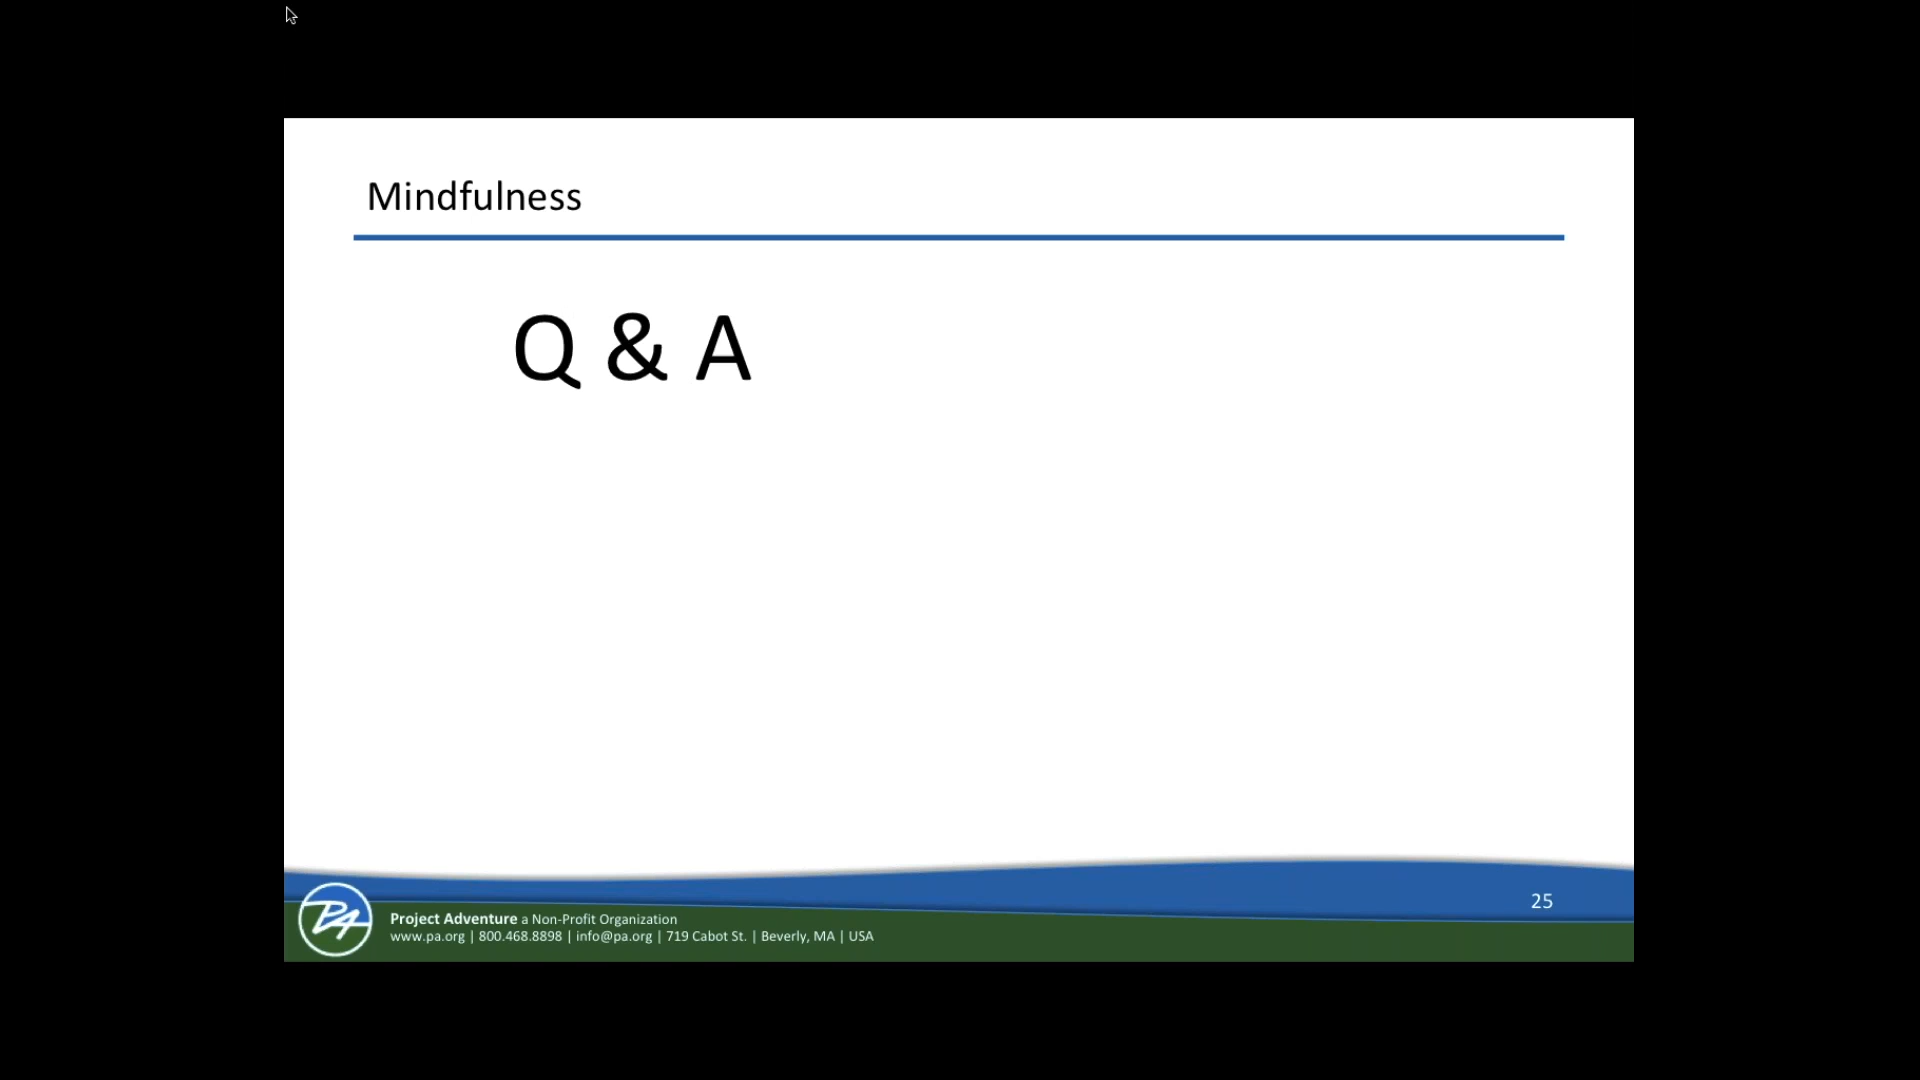 Mindfulness
Q & A
25
PA
Project Adventure a Non-Profit Organization
www.pa.org | 800.468.8898 | info@pa.org | 719 Cabot St. | Beverly, MA | USA